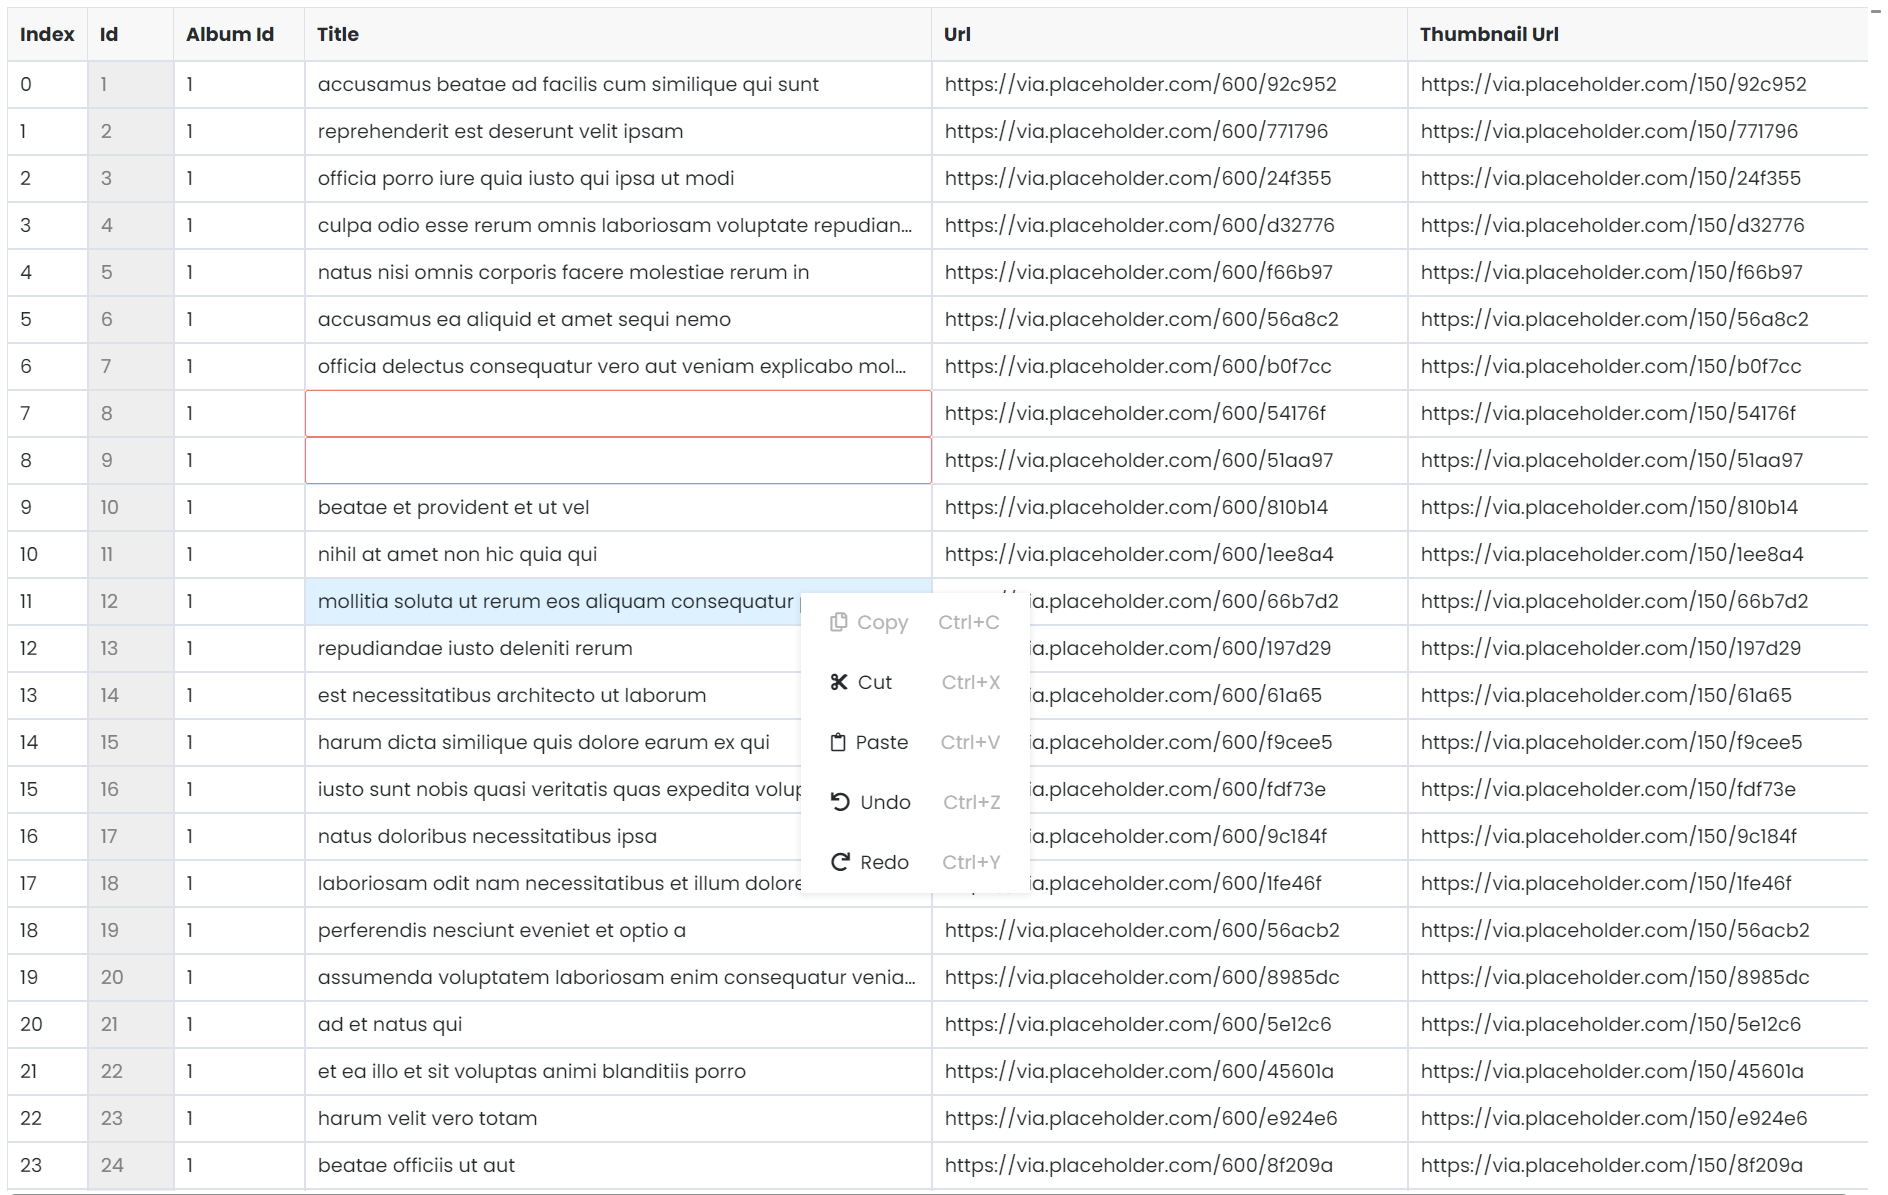 Index Id Album Id Title Url Thumbnail Url
0 1 1 accusamus beatae ad facilis cum similique qui sunt https://via.placeholder.com/600/92c952 https://via.placeholder.com/150/92c952
1 2 1 reprehenderit est deserunt velit ipsam https://via.placeholder.com/600/771796 https://via.placeholder.com/150/771796
2 3 1 officia porro iure quia iusto qui ipsa ut modi https://via.placeholder.com/600/24f355 https://via.placeholder.com/150/24f355
3 4 1 culpa odio esse rerum omnis laboriosam voluptate repudian... https://via.placeholder.com/600/d32776 https://via.placeholder.com/150/d32776
4 5 1 natus nisi omnis corporis facere molestiae rerum in https://via.placeholder.com/600/f66b97 https://via.placeholder.com/150/f66b97
5 6 1 accusamus ea aliquid et amet sequi nemo https://via.placeholder.com/600/56a8c2 https://via.placeholder.com/150/56a8c2
6 7 1 officia delectus consequatur vero aut veniam explicabo mol... https://via.placeholder.com/600/b0f7cc https://via.placeholder.com/150/b0f7cc
7 8 1 https://via.placeholder.com/600/54176f https://via.placeholder.com/150/54176f
8 9 1 https://via.placeholder.com/600/51aa97 https://via.placeholder.com/150/51aa97
9 10 1 beatae et provident et ut vel https://via.placeholder.com/600/810b14 https://via.placeholder.com/150/810b14
10 11 1 nihil at amet non hic quia qui https://via.placeholder.com/600/1ee8a4 https://via.placeholder.com/150/1ee8a4
11 12 1 mollitia soluta ut rerum eos aliquam consequatur ia.placeholder.com/600/66b7d2 https://via.placeholder.com/150/66b7d2
Copy Ctrl+C
12 13 1 repudiandae iusto deleniti rerum ia.placeholder.com/600/197d29 https://via.placeholder.com/150/197d29
Cut Ctrl+X
13 14 1 est necessitatibus architecto ut laborum ia.placeholder.com/600/61a65 https://via.placeholder.com/150/61a65
14 15 1 harum dicta similique quis dolore earum ex qui ia.placeholder.com/600/f9cee5 https://via.placeholder.com/150/f9cee5
Paste Ctrl+V
15 16 1 iusto sunt nobis quasi veritatis quas expedita volup ia.placeholder.com/600/fdf73e https://via.placeholder.com/150/fdf73e
Undo Ctrl+Z
16 17 1 natus doloribus necessitatibus ipsa ia.placeholder.com/600/9c184f https://via.placeholder.com/150/9c184f
Redo Ctrl+Y
17 18 1 laboriosam odit nam necessitatibus et illum dolore ia.placeholder.com/600/1fe46f https://via.placeholder.com/150/1fe46f
18 19 1 perferendis nesciunt eveniet et optio a https://via.placeholder.com/600/56acb2 https://via.placeholder.com/150/56acb2
19 20 1 assumenda voluptatem laboriosam enim consequatur venia... https://via.placeholder.com/600/8985dc https://via.placeholder.com/150/8985dc
20 21 1 ad et natus qui https://via.placeholder.com/600/5e12c6 https://via.placeholder.com/150/5e12c6
21 22 1 et ea illo et sit voluptas animi blanditiis porro https://via.placeholder.com/600/45601a https://via.placeholder.com/150/45601a
22 23 1 harum velit vero totam https://via.placeholder.com/600/e924e6 https://via.placeholder.com/150/e924e6
23 24 1 beatae officiis ut aut https://via.placeholder.com/600/8f209a https://via.placeholder.com/150/8f209a